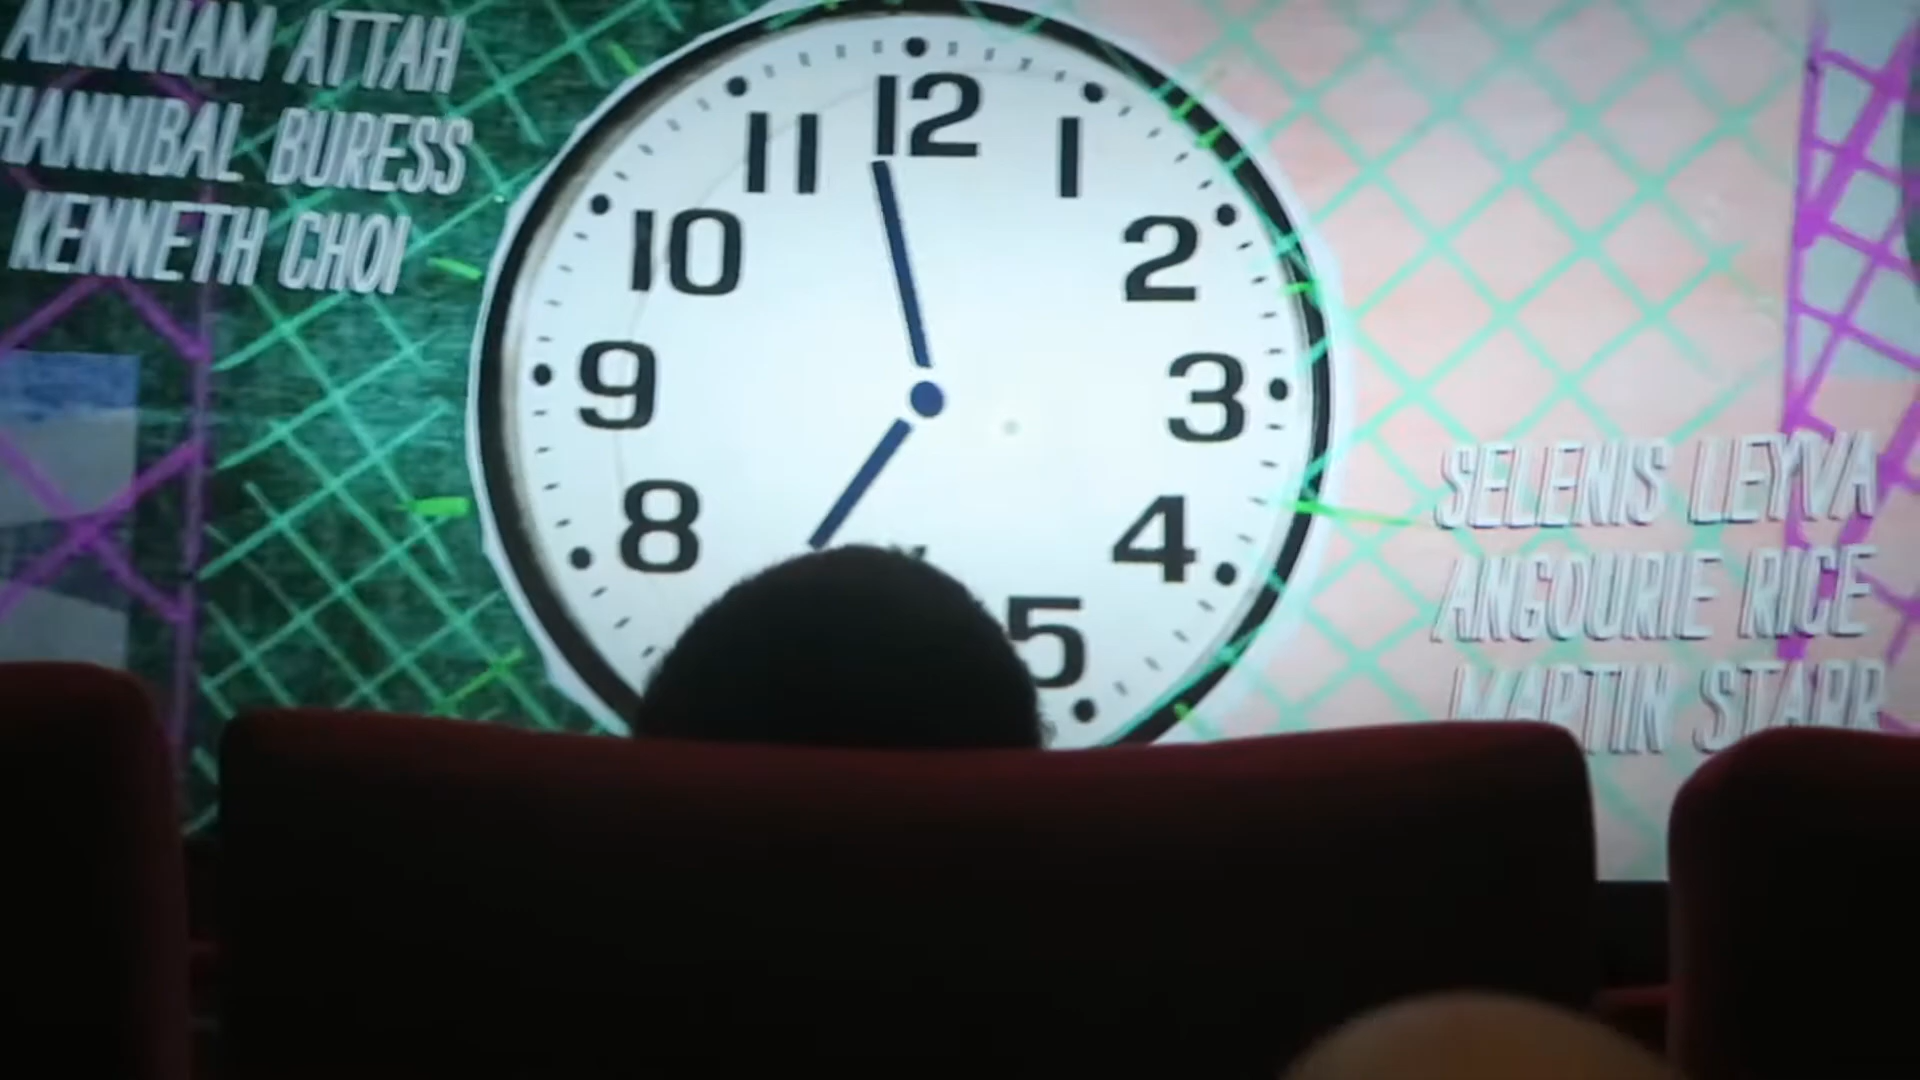 ABRAHAM ATTAH
HANNIBAL BURESS
KENNETH CHOI
12
11
1
10
2
9
3
8
4
5
SELENIS LEYVA
ANGOURIE RICE
MARTIN STARR